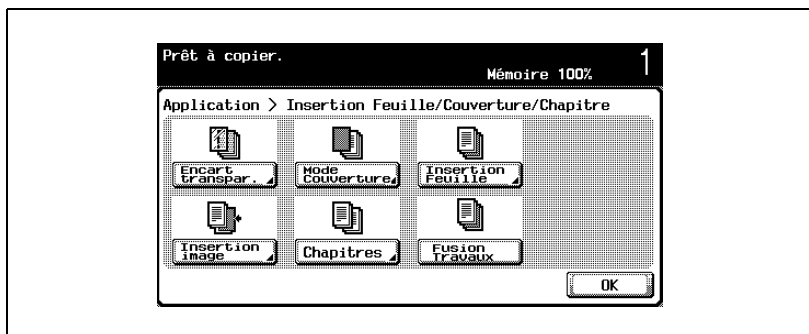 Prêt à copier.
Mémoire 100%
1
Application > Insertion Feuille/Couverture/Chapitre
Encart
transpar.
Mode
Couverture
Insertion
Feuille
Insertion
image
Chapitres
Fusion
Travaux
OK